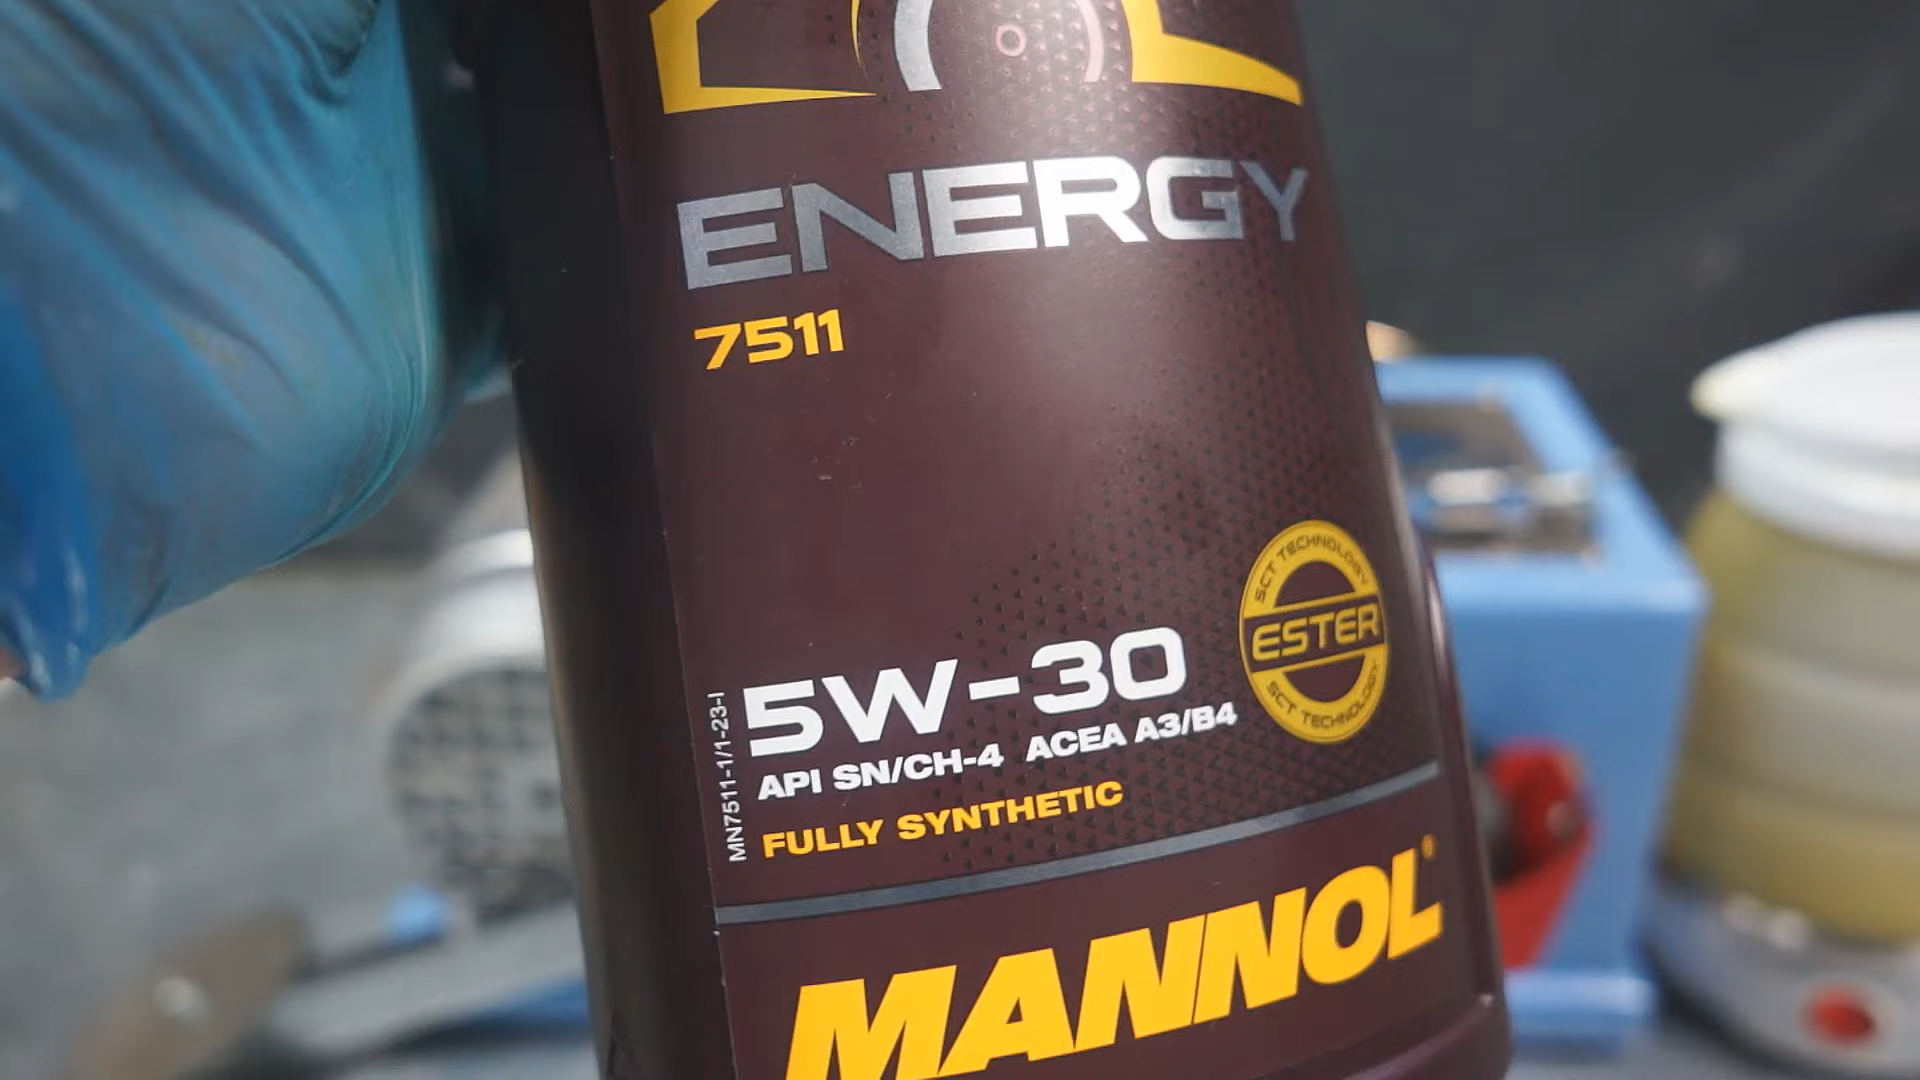 ENERGY
7511
SCT TECHNOLOGY
ESTER
SCT TECHNOLOGY
5W-30
API SN/CH-4 ACEA A3/B4
FULLY SYNTHETIC
MN7511-1/1-23-I
MANNOL®